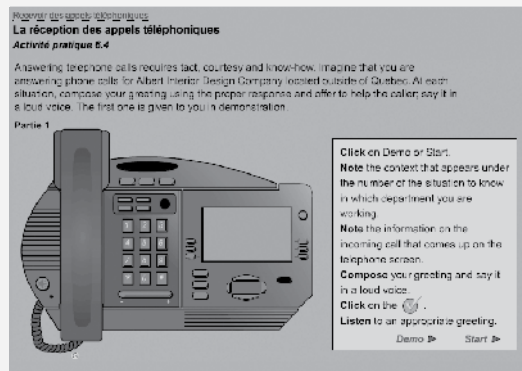 Recevoir des appels téléphoniques
La réception des appels téléphoniques
Activité pratique 6.4
Answering telephone calls requires tact, courtesy and know-how. Imagine that you are
answering phone calls for Albert Interior Design Company located outside of Quebec. At each
situation, compose your greeting using the proper response and offer to help the caller; say it in
a loud voice. The first one is given to you in demonstration.
Partie 1
Click on Demo or Start.
Note the context that appears under
the number of the situation to know
in which department you are
working.
Note the information on the
incoming call that comes up on the
telephone screen.
Compose your greeting and say it
in a loud voice.
Click on the .
Listen to an appropriate greeting.
Demo Start